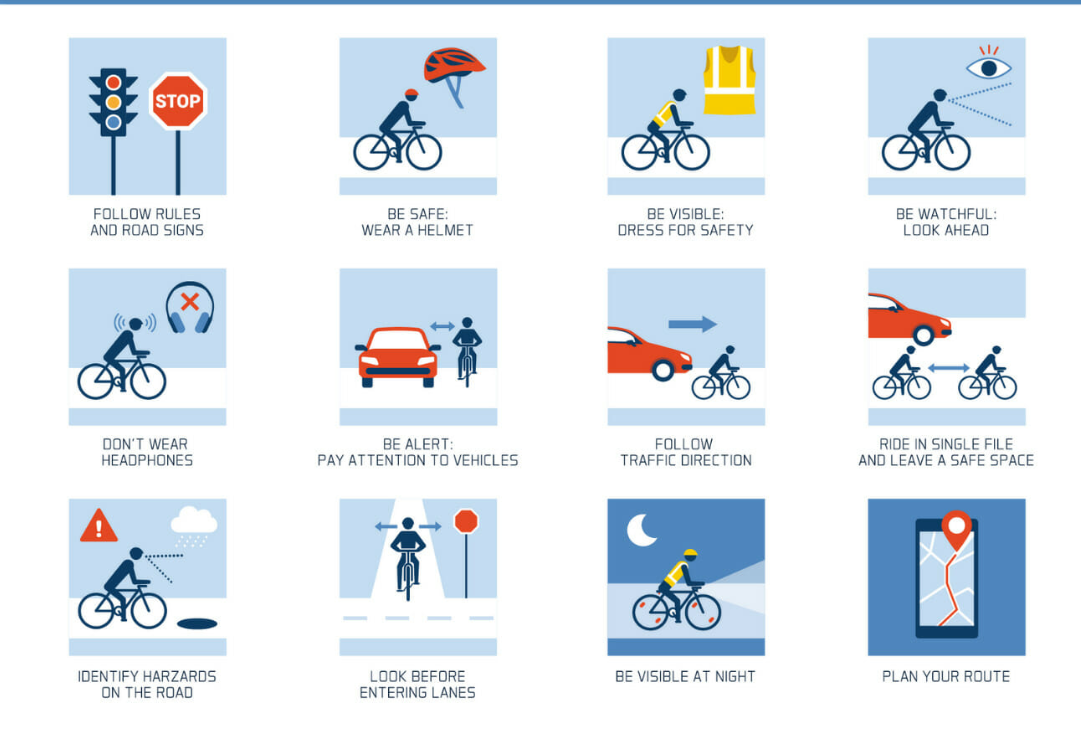 STOP
FOLLOW RULES
AND ROAD SIGNS
BE SAFE:
WEAR A HELMET
BE VISIBLE:
DRESS FOR SAFETY
BE WATCHFUL:
LOOK AHEAD
DON'T WEAR
HEADPHONES
BE ALERT:
PAY ATTENTION TO VEHICLES
FOLLOW
TRAFFIC DIRECTION
RIDE IN SINGLE FILE
AND LEAVE A SAFE SPACE
IDENTIFY HARZARDS
ON THE ROAD
LOOK BEFORE
ENTERING LANES
BE VISIBLE AT NIGHT
PLAN YOUR ROUTE